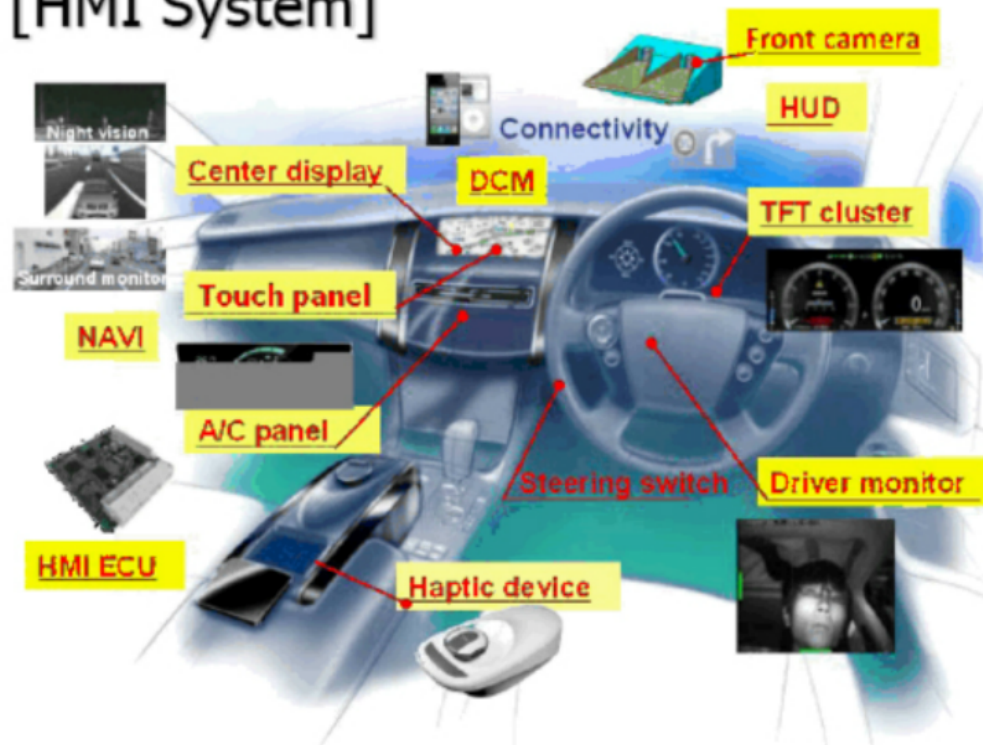 [HMI System]
Front camera
HUD
Night vision
Connectivity
Center display
DCM
TFT cluster
Surround monitor
Touch panel
NAVI
0
A/C panel
Steering switch
Driver monitor
HMI ECU
Haptic device